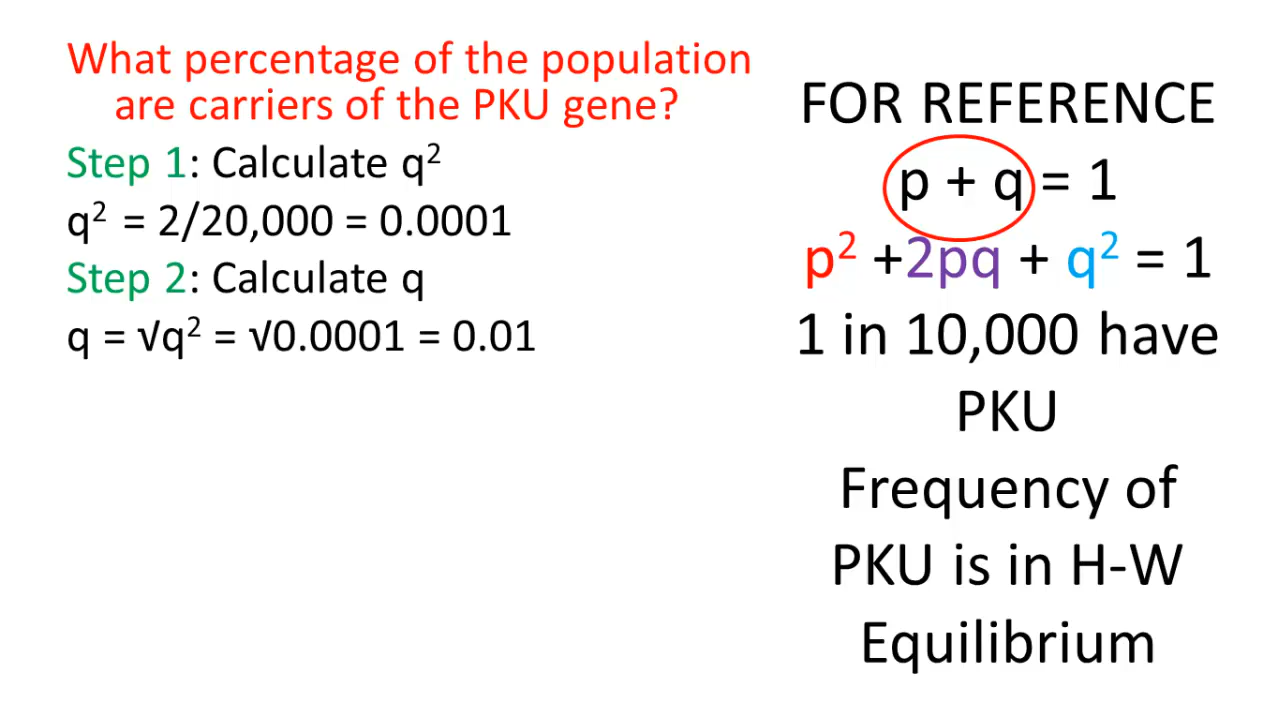 What percentage of the population
are carriers of the PKU gene?
Step 1: Calculate q²
q² = 2/20,000 = 0.0001
Step 2: Calculate q
q = √q² = √0.0001 = 0.01
FOR REFERENCE
p + q = 1
p² +2pq + q² = 1
1 in 10,000 have
PKU
Frequency of
PKU is in H-W
Equilibrium